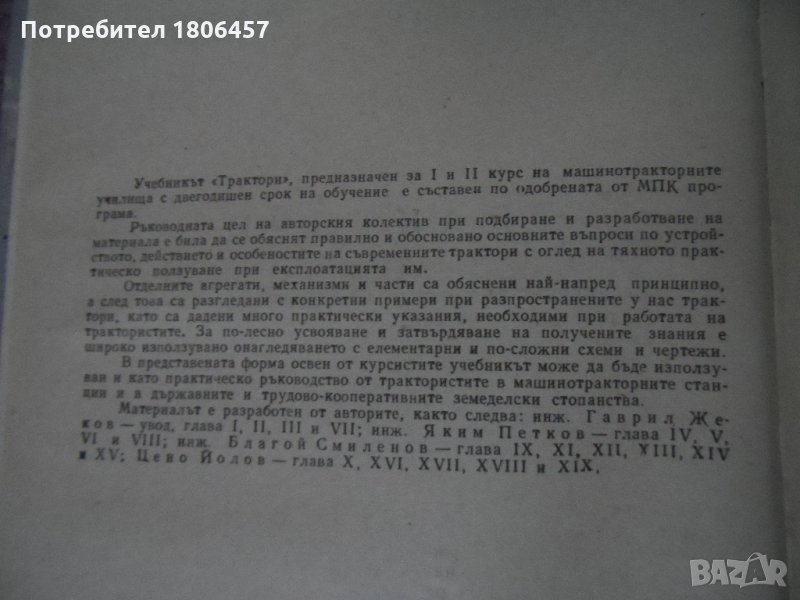 Потребител 1806457
Учебникът «Трактори», предназначен за I и II курс на машинотракторните
училища с двегодишен срок на обучение е съставен по одобрената от МПК про-
грама.
Ръководната цел на авторския колектив при подбиране и разработване на
материала е била да се обяснят правилно и обосновано основните въпроси по устрой-
ството, действието и особеностите на съвременните трактори с оглед на тяхното прак-
тическо ползуване при експлоатацията им.
Отделните агрегати, механизми и части са обяснени най-напред принципно,
а след това са разгледани с конкретни примери при разпространените у нас трак-
тори, като са дадени много практически указания, необходими при работата на
трактористите. За по-лесно усвояване и затвърдяване на получените знания е
широко използувано онагледяването с елементарни и по-сложни схеми и чертежи.
В представената форма освен от курсистите учебникът може да бъде използу-
ван и като практическо ръководство от трактористите в машинотракторните стан-
ции и в държавните и трудово-кооперативните земеделски стопанства.
Материалът е разработен от авторите, както следва: инж. Гаврил Же-
ков — увод, глава I, II, III и VII; инж. Яким Петков — глава IV, V,
VI и VIII; инж. Благой Смиленов — глава IX, XI, XII, XIII, XIV
и XV; Цено Йолов — глава X, XVI, XVII, XVIII и XIX.
BAZAR